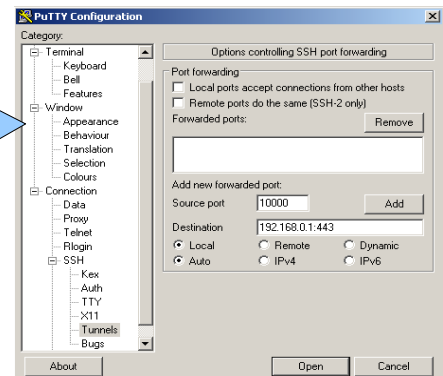 PuTTY Configuration
Category:
Terminal
Keyboard
Bell
Features
Window
Appearance
Behaviour
Translation
Selection
Colours
Connection
Data
Proxy
Telnet
Rlogin
SSH
Kex
Auth
TTY
X11
Tunnels
Bugs
Options controlling SSH port forwarding
Port forwarding
Local ports accept connections from other hosts
Remote ports do the same (SSH-2 only)
Forwarded ports:
Remove
Add new forwarded port:
Source port 10000 Add
Destination 192.168.0.1:443
Local Remote Dynamic
Auto IPv4 IPv6
About Open Cancel